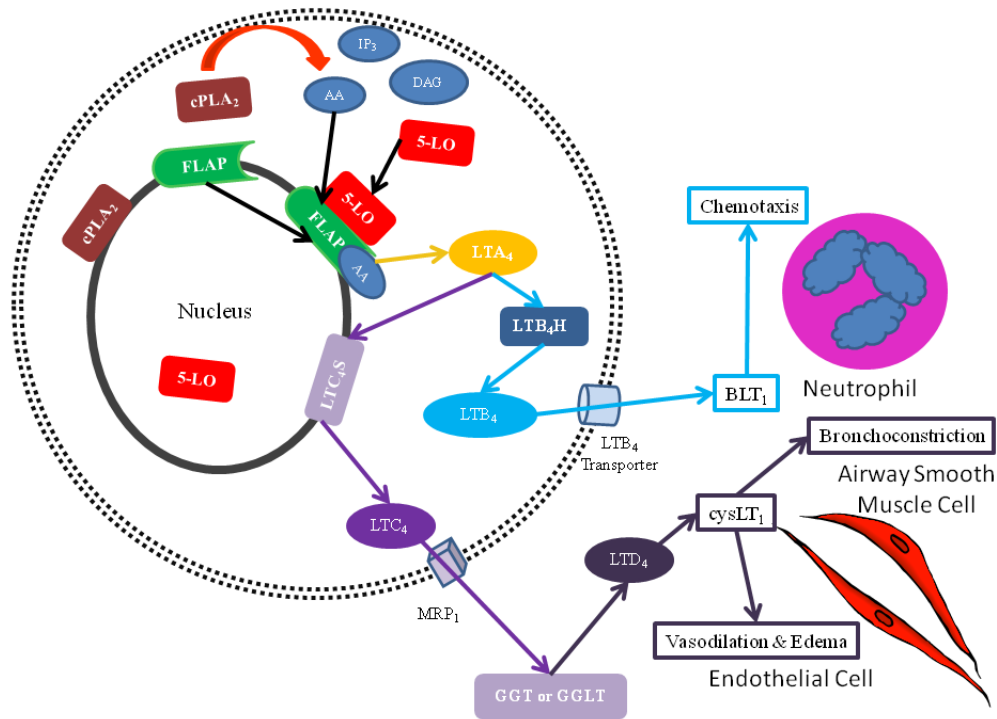 IP₃
DAG
AA
cPLA₂
5-LO
FLAP
5-LO
cPLA₂
FLAP
AA
LTA₄
Chemotaxis
Nucleus
LTB₄H
5-LO
LTC₄S
LTB₄
BLT₁
Neutrophil
LTB₄
Transporter
Bronchoconstriction
Airway Smooth
Muscle Cell
LTC₄
cysLT₁
LTD₄
MRP₁
Vasodilation & Edema
Endothelial Cell
GGT or GGLT